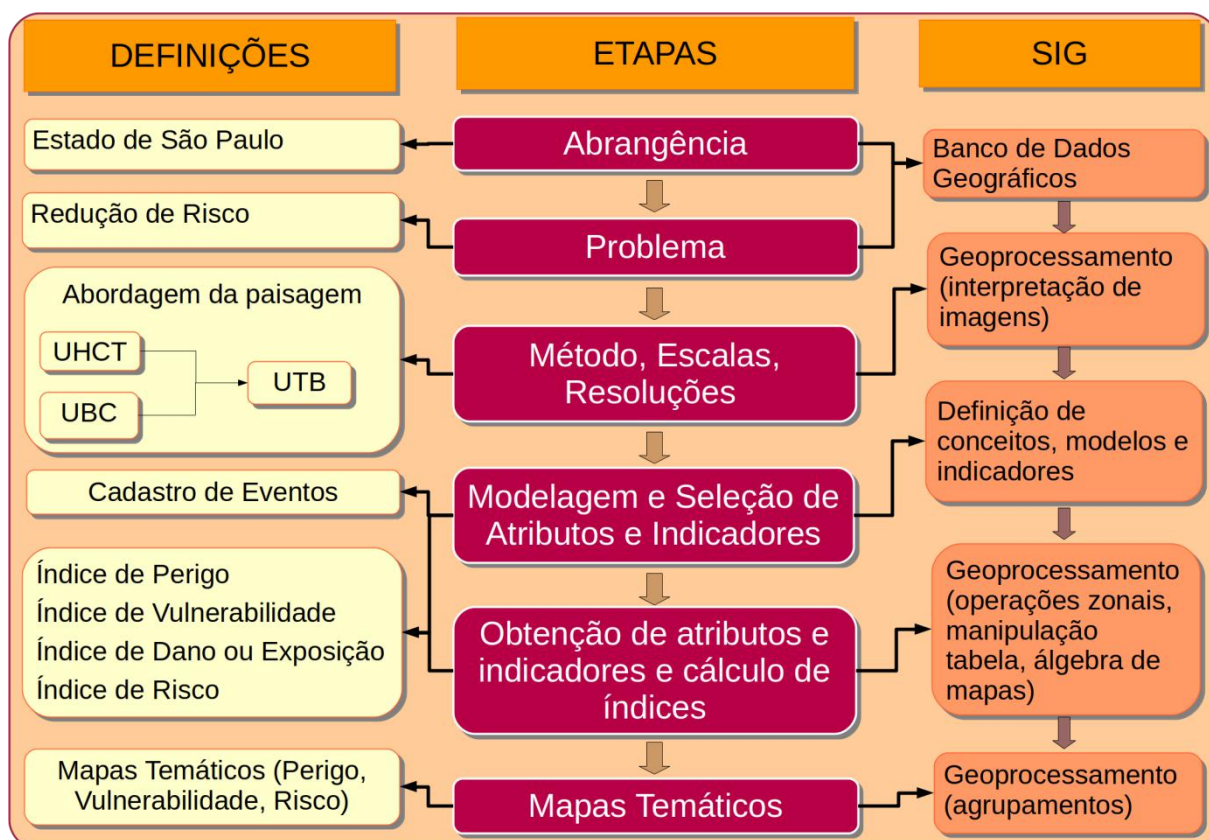 DEFINIÇÕES
ETAPAS
SIG
Estado de São Paulo
Abrangência
Banco de Dados
Geográficos
Redução de Risco
Problema
Geoprocessamento
(interpretação de
imagens)
Abordagem da paisagem
UHCT
UBC
UTB
Método, Escalas,
Resoluções
Definição de
conceitos, modelos e
indicadores
Cadastro de Eventos
Modelagem e Seleção de
Atributos e Indicadores
Índice de Perigo
Índice de Vulnerabilidade
Índice de Dano ou Exposição
Índice de Risco
Obtenção de atributos e
indicadores e cálculo de
índices
Geoprocessamento
(operações zonais,
manipulação
tabela, álgebra de
mapas)
Mapas Temáticos (Perigo,
Vulnerabilidade, Risco)
Mapas Temáticos
Geoprocessamento
(agrupamentos)